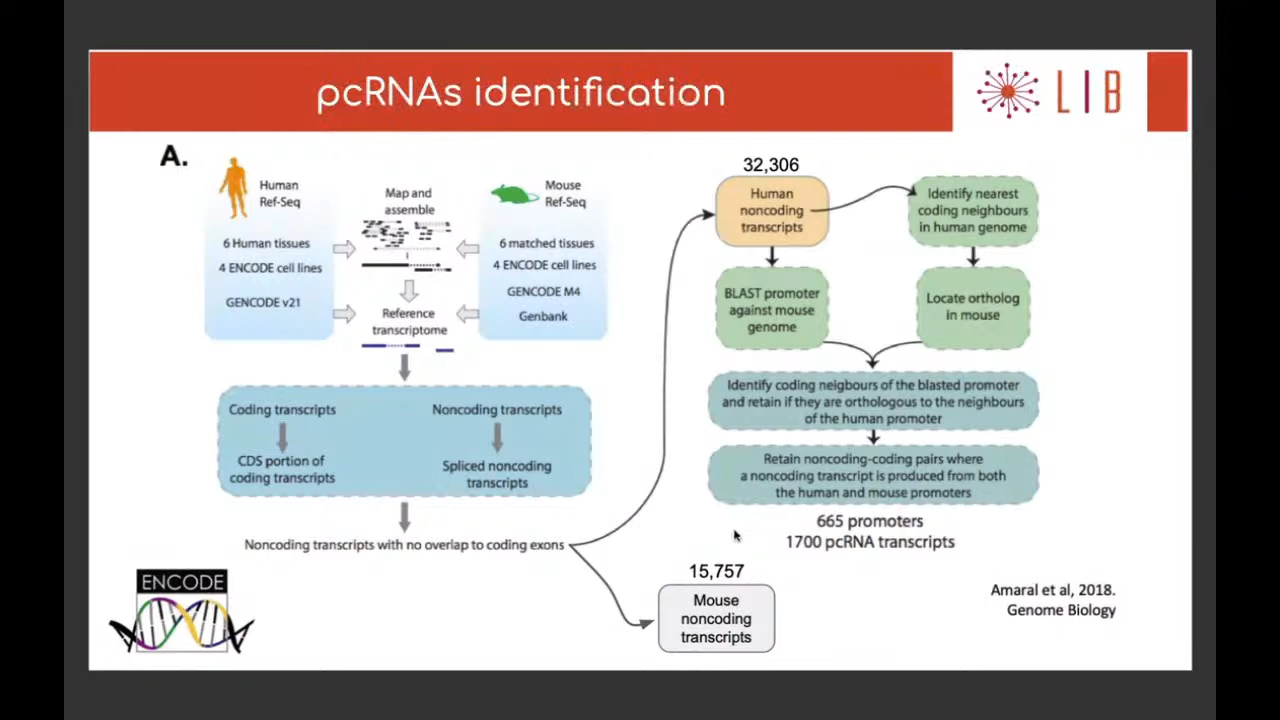 pcRNAs identification
LIB
A.
Human
Ref-Seq
6 Human tissues
4 ENCODE cell lines
GENCODE v21
Map and
assemble
Reference
transcriptome
Mouse
Ref-Seq
6 matched tissues
4 ENCODE cell lines
GENCODE M4
Genbank
Coding transcripts
CDS portion of
coding transcripts
Noncoding transcripts
Spliced noncoding
transcripts
Noncoding transcripts with no overlap to coding exons
32,306
Human
noncoding
transcripts
Identify nearest
coding neighbours
in human genome
BLAST promoter
against mouse
genome
Locate ortholog
in mouse
Identify coding neigbours of the blasted promoter
and retain if they are orthologous to the neighbours
of the human promoter
Retain noncoding-coding pairs where
a noncoding transcript is produced from both
the human and mouse promoters
665 promoters
1700 pcRNA transcripts
15,757
Mouse
noncoding
transcripts
ENCODE
Amaral et al, 2018.
Genome Biology